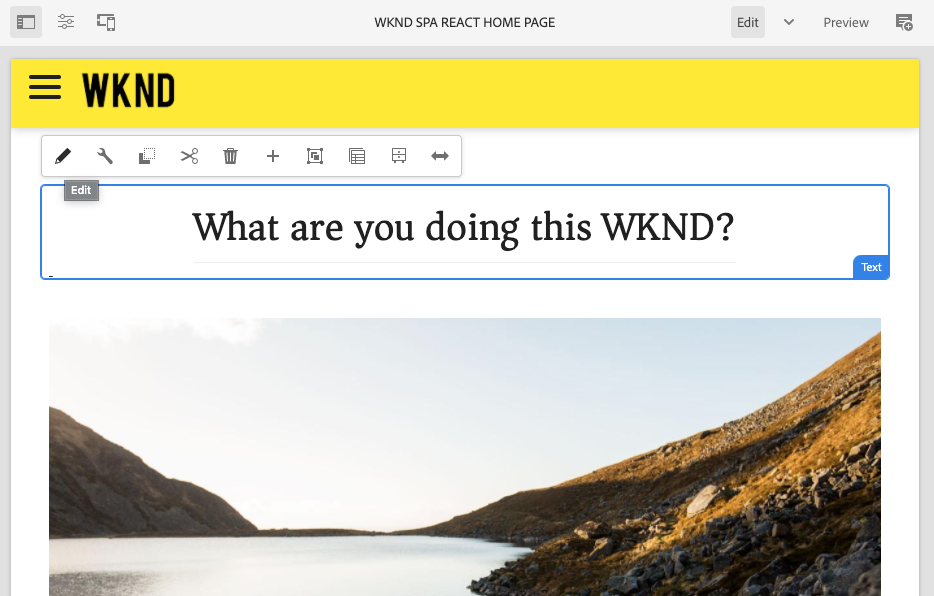 WKND SPA REACT HOME PAGE
Edit
Preview
WKND
Edit
What are you doing this WKND?
Text